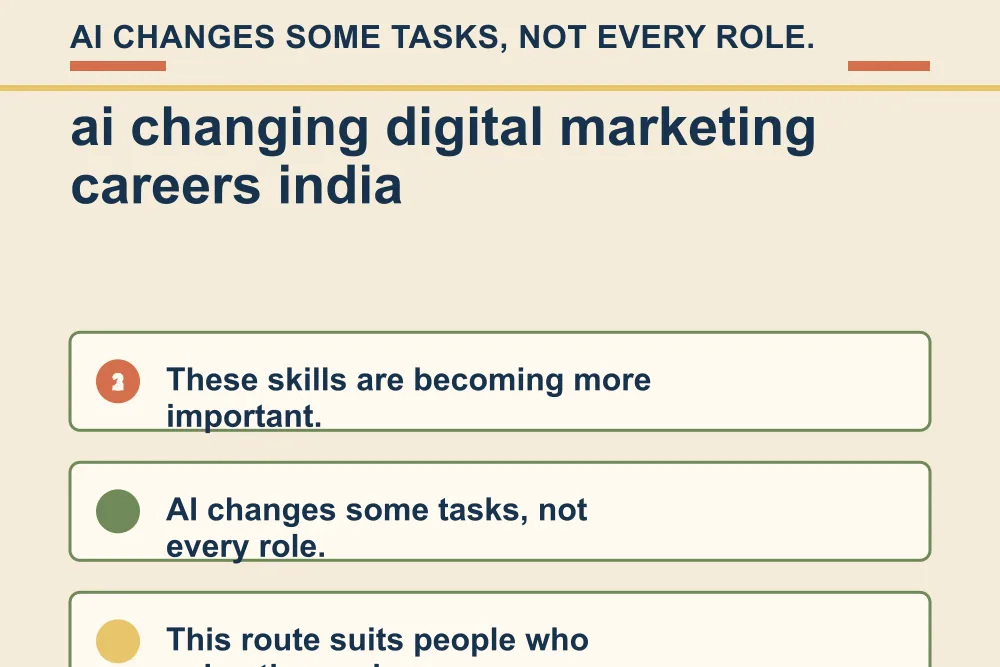 AI CHANGES SOME TASKS, NOT EVERY ROLE.
ai changing digital marketing
careers india
These skills are becoming more
important.
AI changes some tasks, not
every role.
This route suits people who